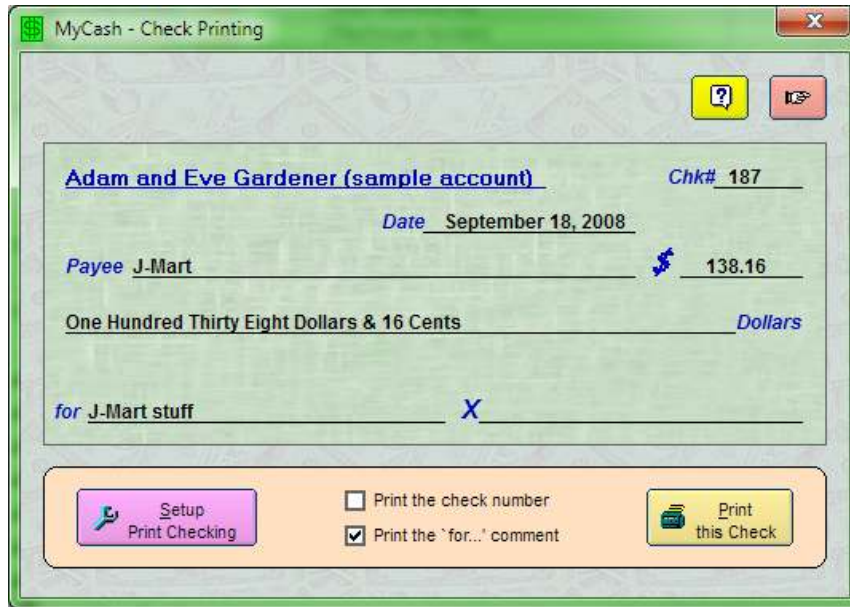 MyCash - Check Printing
Adam and Eve Gardener (sample account) Chk# 187
Date September 18, 2008
Payee J-Mart $ 138.16
One Hundred Thirty Eight Dollars & 16 Cents Dollars
for J-Mart stuff X
Setup
Print Checking
Print the check number
Print the `for...' comment
Print
this Check